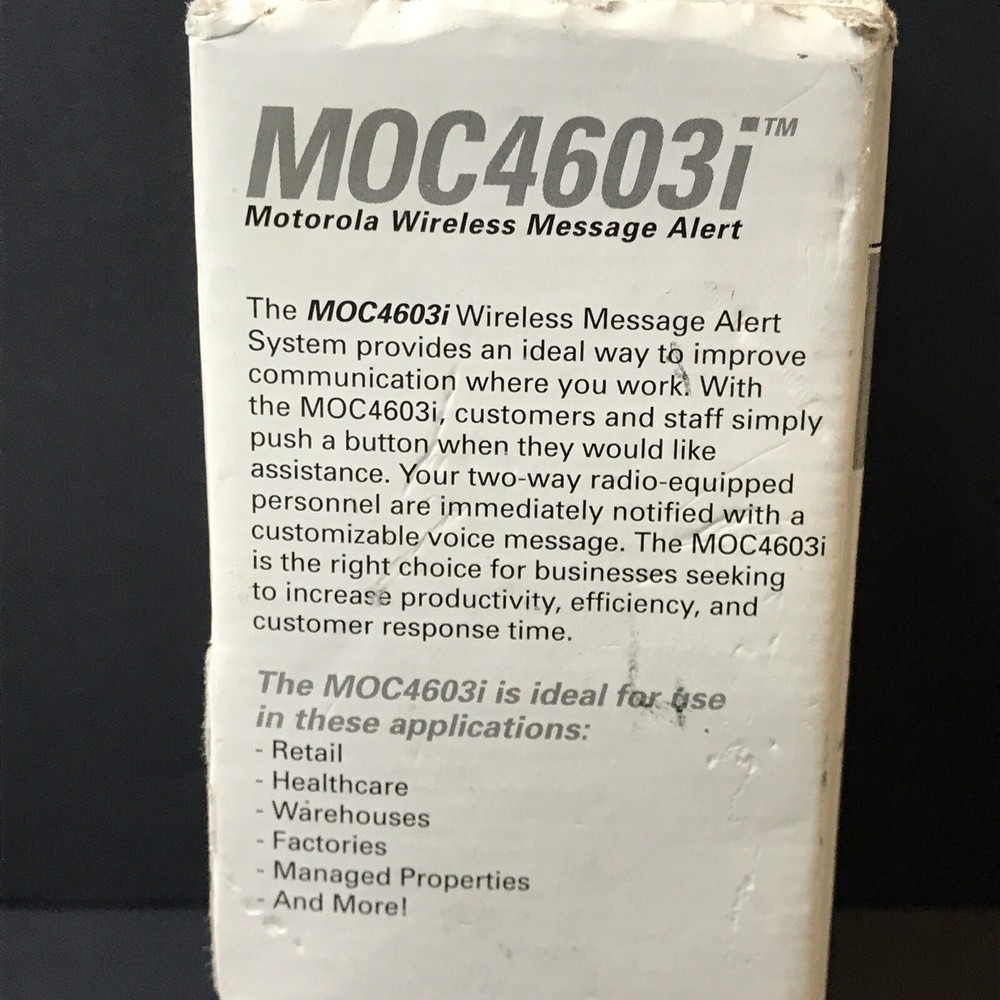 MOC4603i™
Motorola Wireless Message Alert
The MOC4603i Wireless Message Alert
System provides an ideal way to improve
communication where you work. With
the MOC4603i, customers and staff simply
push a button when they would like
assistance. Your two-way radio-equipped
personnel are immediately notified with a
customizable voice message. The MOC4603i
is the right choice for businesses seeking
to increase productivity, efficiency, and
customer response time.
The MOC4603i is ideal for use
in these applications:
- Retail
- Healthcare
- Warehouses
- Factories
- Managed Properties
- And More!